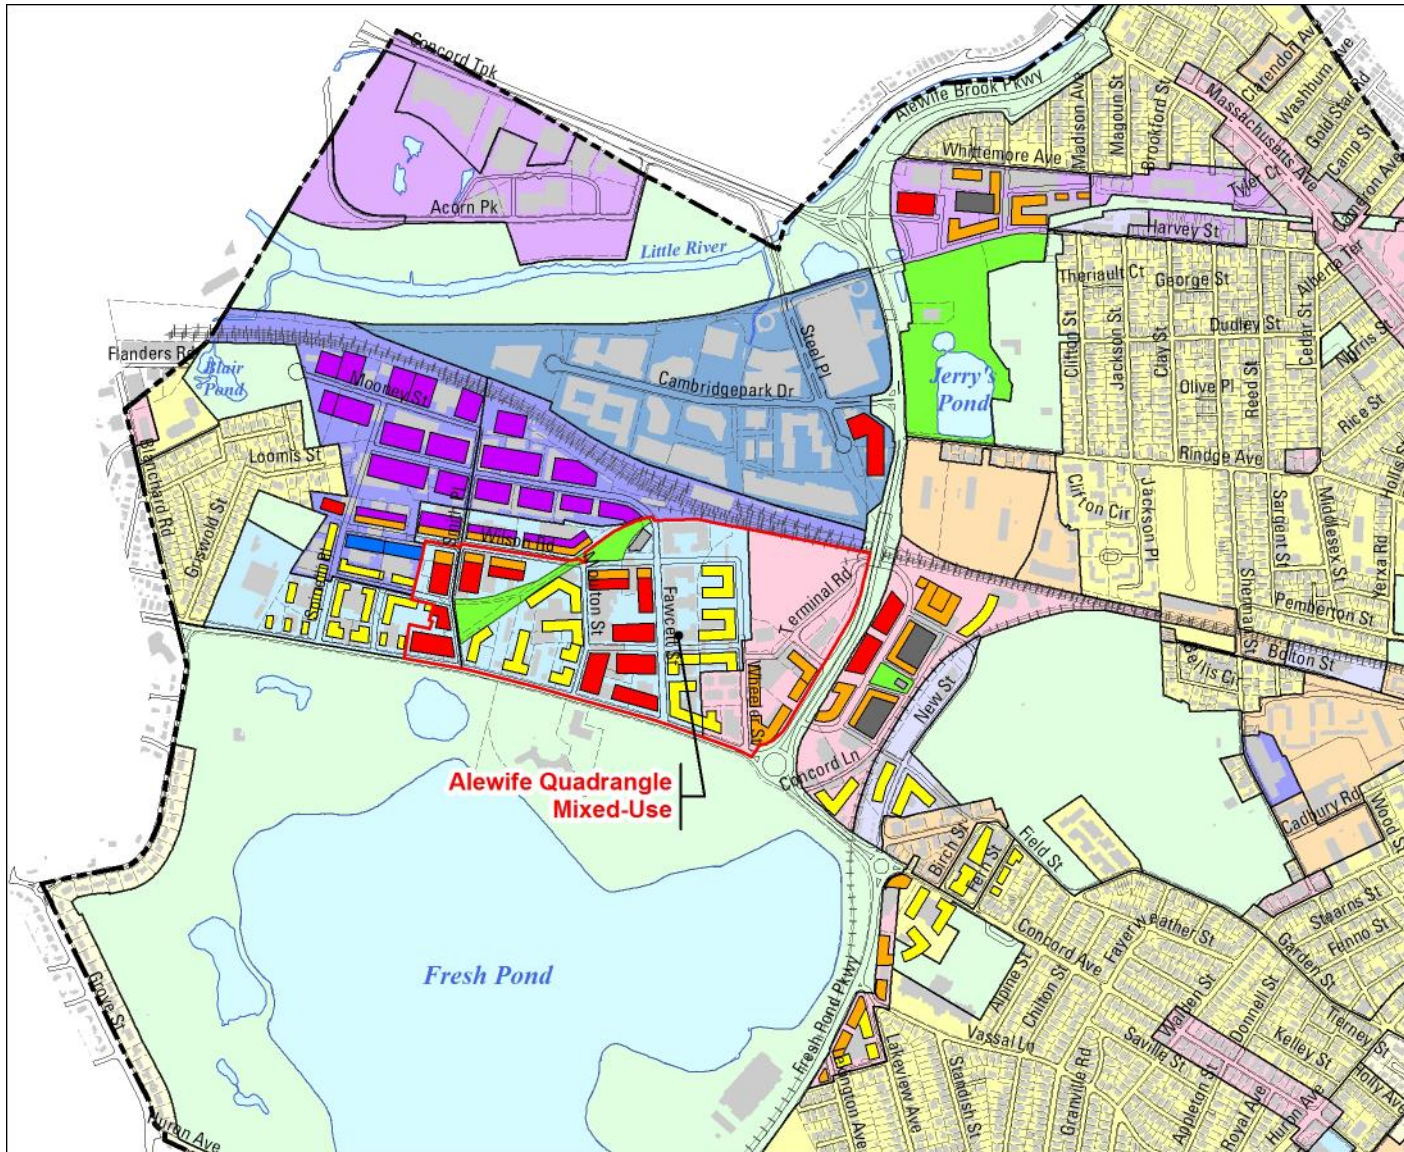 Concord Tpk
Alewife Brook Pkwy
Clarendon Ave
Washburn Ave
Gold Star Rd
Massachusetts Ave
Camp St
Madison Ave
Magoun St
Brookford St
Whittemore Ave
Tyler Ct
Cameron Ave
Acorn Pk
Harvey St
Little River
Alberta Ter
Theriault Ct
George St
Dudley St
Cedar St
Norris St
Clifton St
Jackson St
Clay St
Flanders Rd
Blair
Pond
Mooney St
Cambridgepark Dr
Steel Pl
Jerry's
Pond
Olive Pl
Reed St
Rice St
Hollis St
Loomis St
Blanchard Rd
Griswold St
Rindge Ave
Clifton Cir
Jackson Pl
Sargent St
Middlesex St
Yerxa Rd
Smith Pl
Wilson Rd
Spinelli Pl
Moulton St
Fawcett St
Terminal Rd
Wheeler St
Sherman St
Pemberton St
Bellis Cir
Bolton St
New St
Concord Ln
Alewife Quadrangle
Mixed-Use
Birch St
Fern St
Field St
Cadbury Rd
Wood St
Stearns St
Fenno St
Garden St
Fayerweather St
Concord Ave
Fresh Pond
Grove St
Fresh Pond Pkwy
Alpine St
Chilton St
Vassal Ln
Walden St
Donnell St
Kelley St
Tierney St
Holly Ave
Saville St
Lakeview Ave
Standish St
Granville Rd
Appleton St
Royal Ave
Huron Ave
Huron Ave